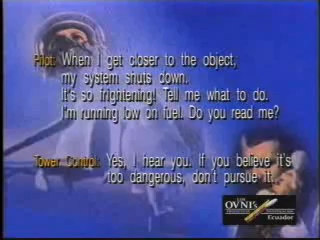 Pilot: When I get closer to the object,
my system shuts down.
It's so frightening! Tell me what to do.
I'm running low on fuel. Do you read me?
Tower Control: Yes, I hear you. If you believe it's
too dangerous, don't pursue it.
OVNI's
Ecuador